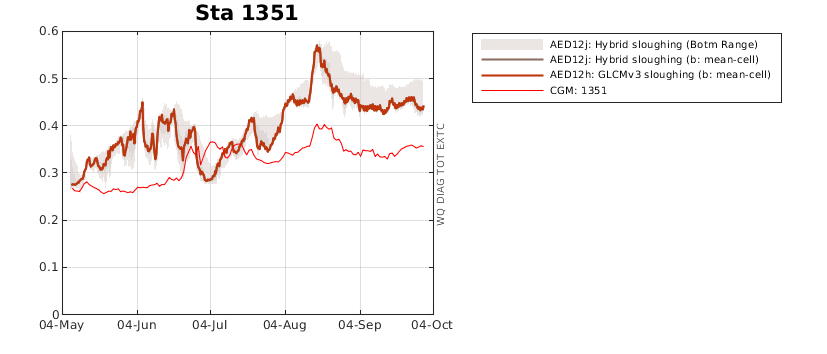 Sta 1351
0.6
0.5
0.4
0.3
0.2
0.1
0
04-May
04-Jun
04-Jul
04-Aug
04-Sep
04-Oct
WQ DIAG TOT EXTC
AED12j: Hybrid sloughing (Botm Range)
AED12j: Hybrid sloughing (b: mean-cell)
AED12h: GLCMv3 sloughing (b: mean-cell)
CGM: 1351